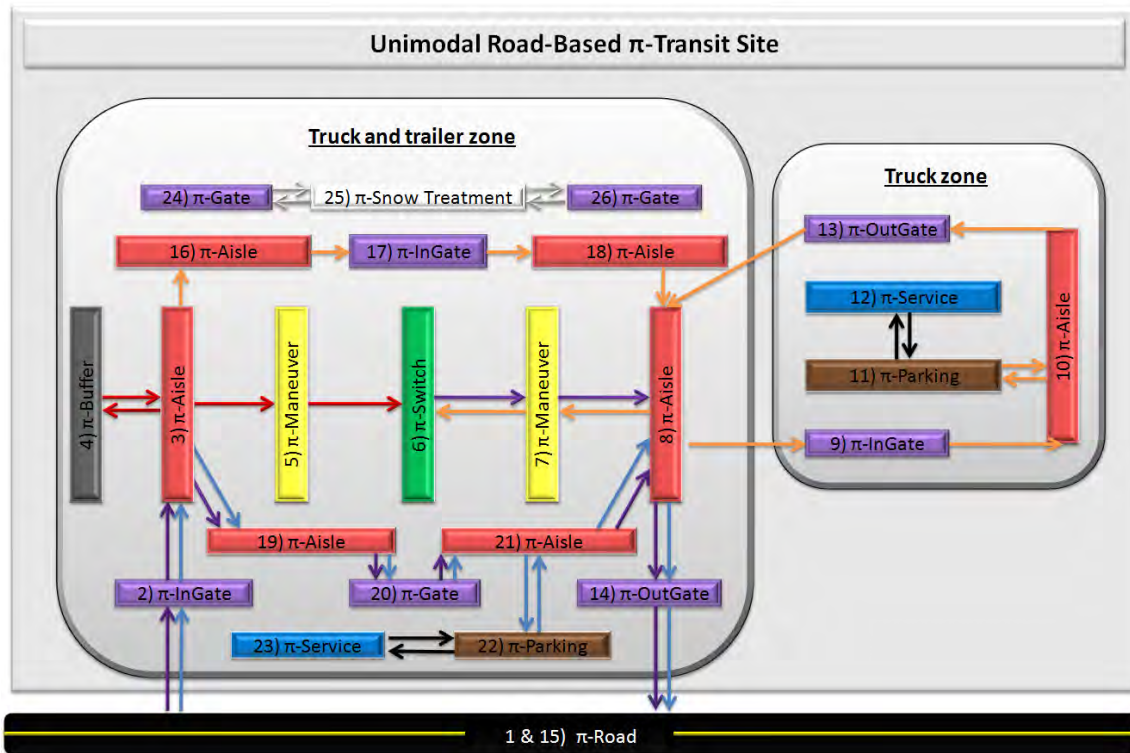 Unimodal Road-Based π-Transit Site
Truck and trailer zone
Truck zone
24) π-Gate
25) π-Snow Treatment
26) π-Gate
16) π-Aisle
17) π-InGate
18) π-Aisle
13) π-OutGate
12) π-Service
11) π-Parking
10) π-Aisle
9) π-InGate
4) π-Buffer
3) π-Aisle
5) π-Maneuver
6) π-Switch
7) π-Maneuver
8) π-Aisle
19) π-Aisle
21) π-Aisle
2) π-InGate
20) π-Gate
14) π-OutGate
23) π-Service
22) π-Parking
1 & 15) π-Road